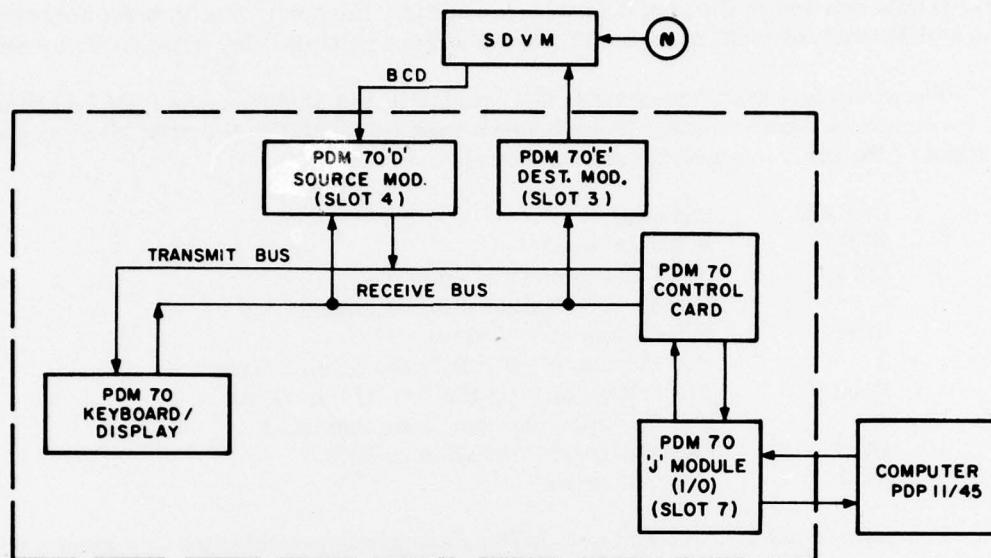 SDVM
N
BCD
PDM 70'D'
SOURCE MOD.
(SLOT 4)
PDM 70'E'
DEST. MOD.
(SLOT 3)
TRANSMIT BUS
RECEIVE BUS
PDM 70
CONTROL
CARD
PDM 70
KEYBOARD/
DISPLAY
PDM 70
'J' MODULE
(I/O)
(SLOT 7)
COMPUTER
PDP 11/45